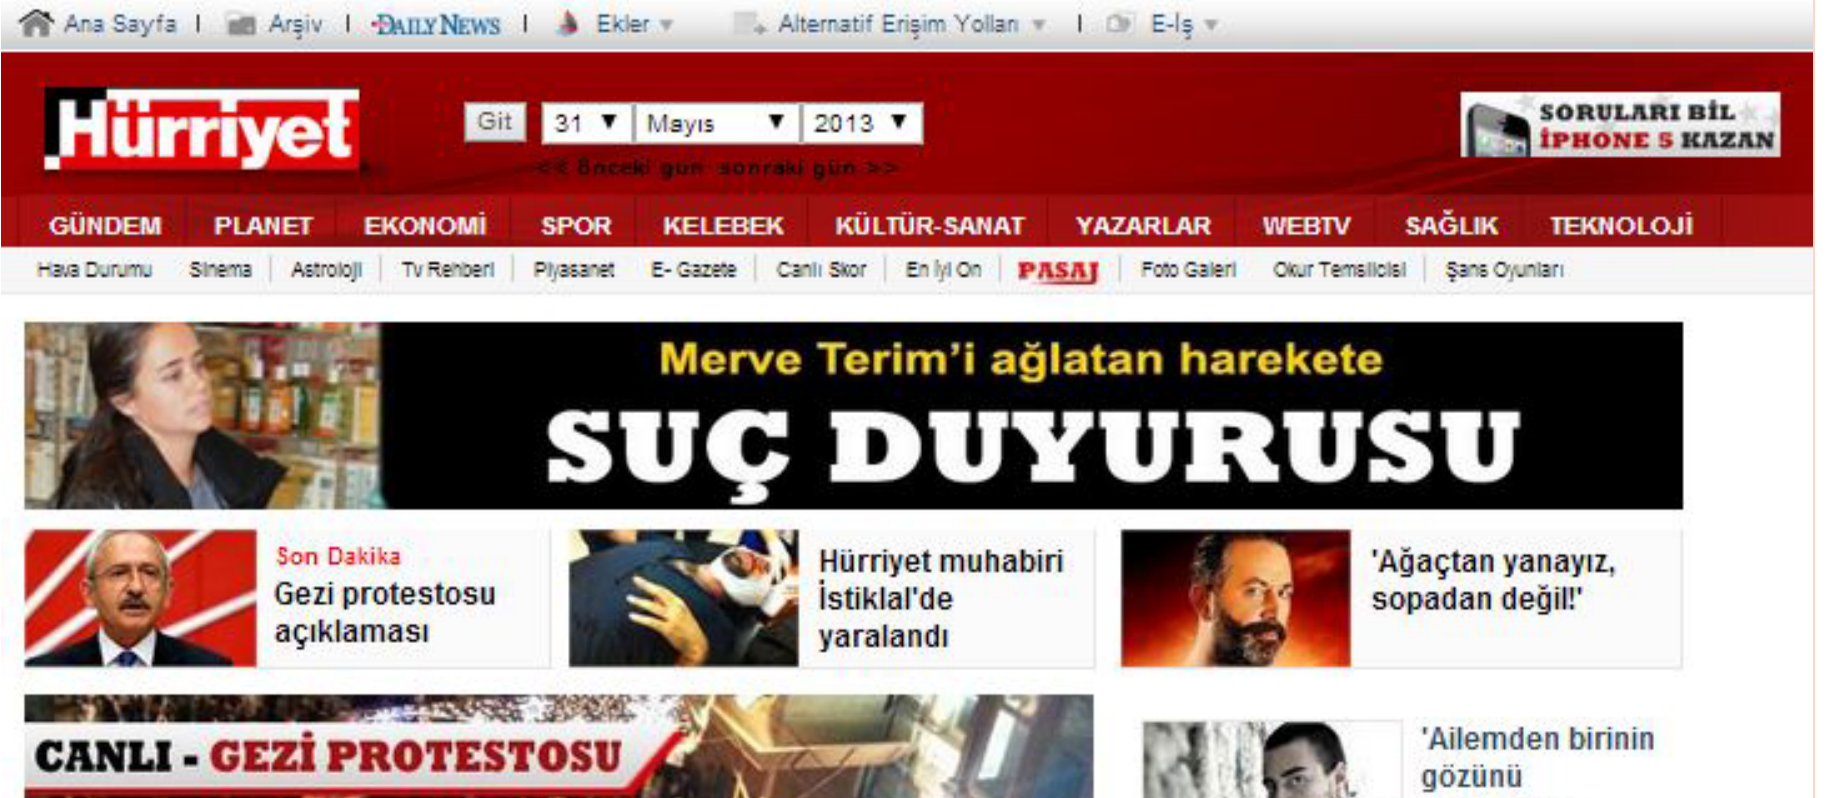 Ana Sayfa | Arşiv | DAILY NEWS | Ekler | Alternatif Erişim Yolları | E-İş
Hürriyet
Git 31 Mayıs 2013
<< önceki gün sonraki gün >>
SORULARI BİL
İPHONE 5 KAZAN
GÜNDEM PLANET EKONOMİ SPOR KELEBEK KÜLTÜR-SANAT YAZARLAR WEBTV SAĞLIK TEKNOLOJİ
Hava Durumu Sinema Astroloji Tv Rehberi Piyasanet E- Gazete Canlı Skor En İyi On PASAJ Foto Galeri Okur Temsilcisi Şans Oyunları
Merve Terim'i ağlatan harekete
SUÇ DUYURUSU
Son Dakika
Gezi protestosu
açıklaması
Hürriyet muhabiri
İstiklal'de
yaralandı
'Ağaçtan yanayız,
sopadan değil!'
CANLI - GEZİ PROTESTOSU
'Ailemden birinin
gözünü